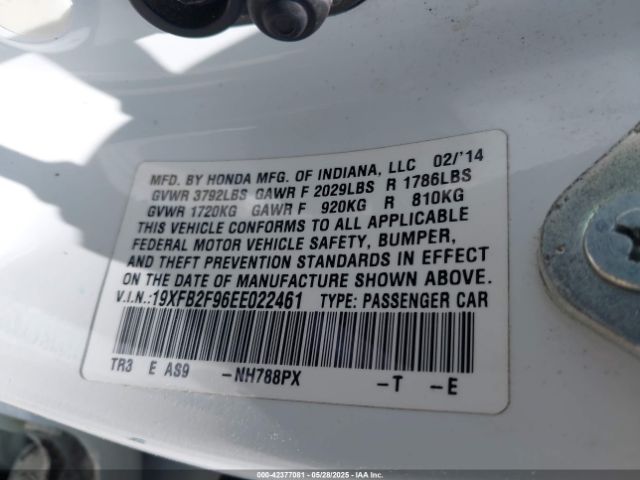 MFD. BY HONDA MFG. OF INDIANA, LLC 02/'14
GVWR 3792LBS GAWR F 2029LBS R 1786LBS
GVWR 1720KG GAWR F 920KG R 810KG
THIS VEHICLE CONFORMS TO ALL APPLICABLE
FEDERAL MOTOR VEHICLE SAFETY, BUMPER,
AND THEFT PREVENTION STANDARDS IN EFFECT
ON THE DATE OF MANUFACTURE SHOWN ABOVE.
V.I.N.:19XFB2F96EE022461 TYPE: PASSENGER CAR
TR3 E AS9 -NH788PX -T -E
000-42377081 - 05/28/2025 - IAAI.COM